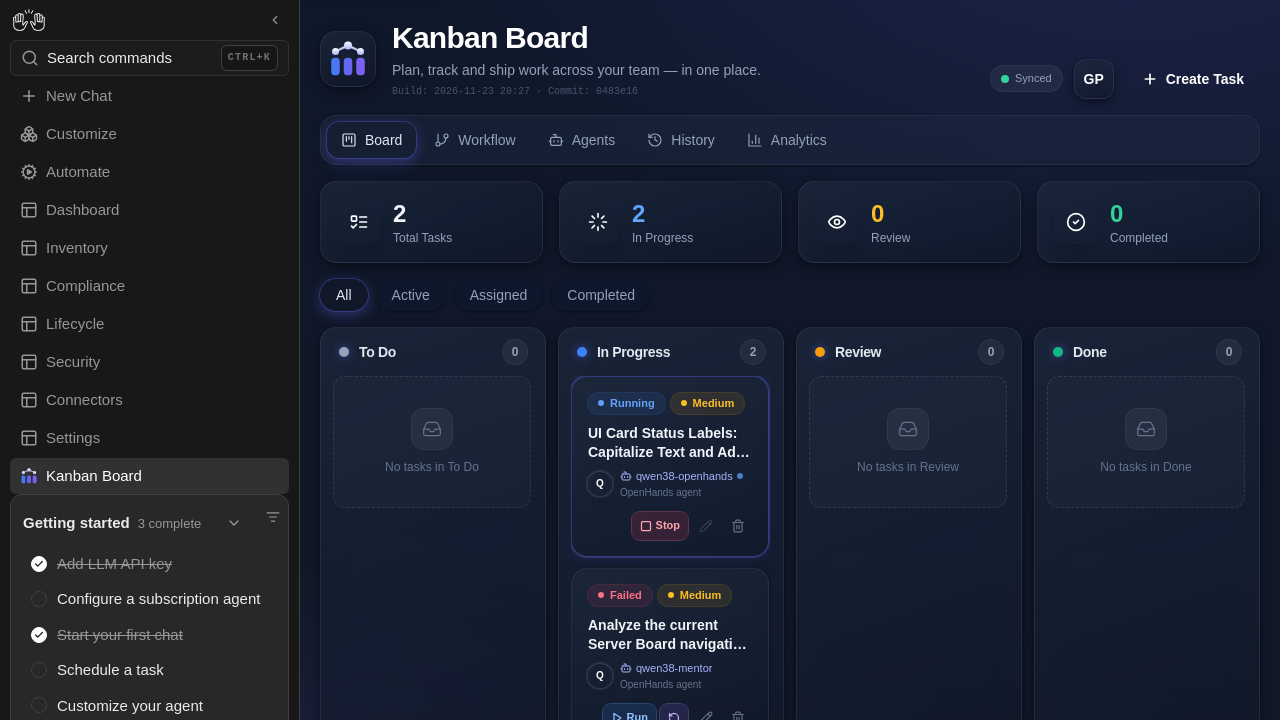 Search commands CTRL+K
New Chat
Customize
Automate
Dashboard
Inventory
Compliance
Lifecycle
Security
Connectors
Settings
Kanban Board
Getting started 3 complete
Add LLM API key
Configure a subscription agent
Start your first chat
Schedule a task
Customize your agent
Kanban Board
Plan, track and ship work across your team — in one place.
Build: 2026-11-23 20:27 · Commit: 0483e16
Synced
GP
Create Task
Board Workflow Agents History Analytics
2
Total Tasks
2
In Progress
0
Review
0
Completed
All Active Assigned Completed
To Do 0
No tasks in To Do
In Progress 2
Running Medium
UI Card Status Labels:
Capitalize Text and Ad…
Q
qwen38-openhands
OpenHands agent
Stop
Failed Medium
Analyze the current
Server Board navigati…
Q
qwen38-mentor
OpenHands agent
Run
Review 0
No tasks in Review
Done 0
No tasks in Done